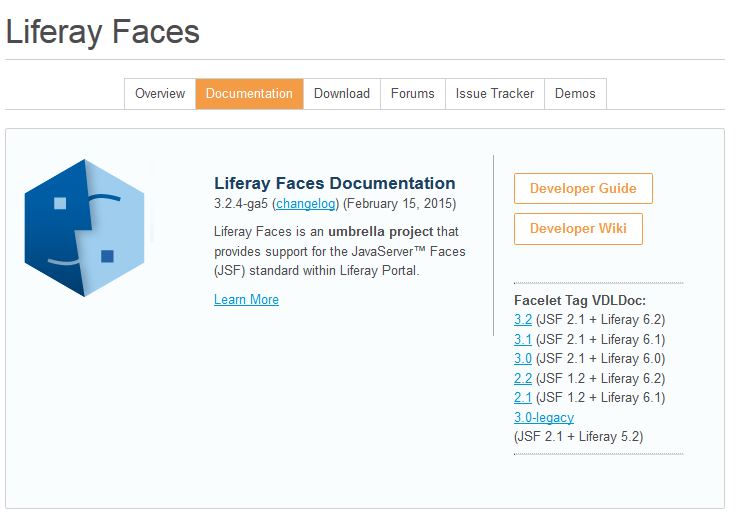 Liferay Faces
Overview Documentation Download Forums Issue Tracker Demos
Liferay Faces Documentation
3.2.4-ga5 (changelog) (February 15, 2015)
Liferay Faces is an umbrella project that
provides support for the JavaServer™ Faces
(JSF) standard within Liferay Portal.
Learn More
Developer Guide
Developer Wiki
Facelet Tag VDLDoc:
3.2 (JSF 2.1 + Liferay 6.2)
3.1 (JSF 2.1 + Liferay 6.1)
3.0 (JSF 2.1 + Liferay 6.0)
2.2 (JSF 1.2 + Liferay 6.2)
2.1 (JSF 1.2 + Liferay 6.1)
3.0-legacy
(JSF 2.1 + Liferay 5.2)